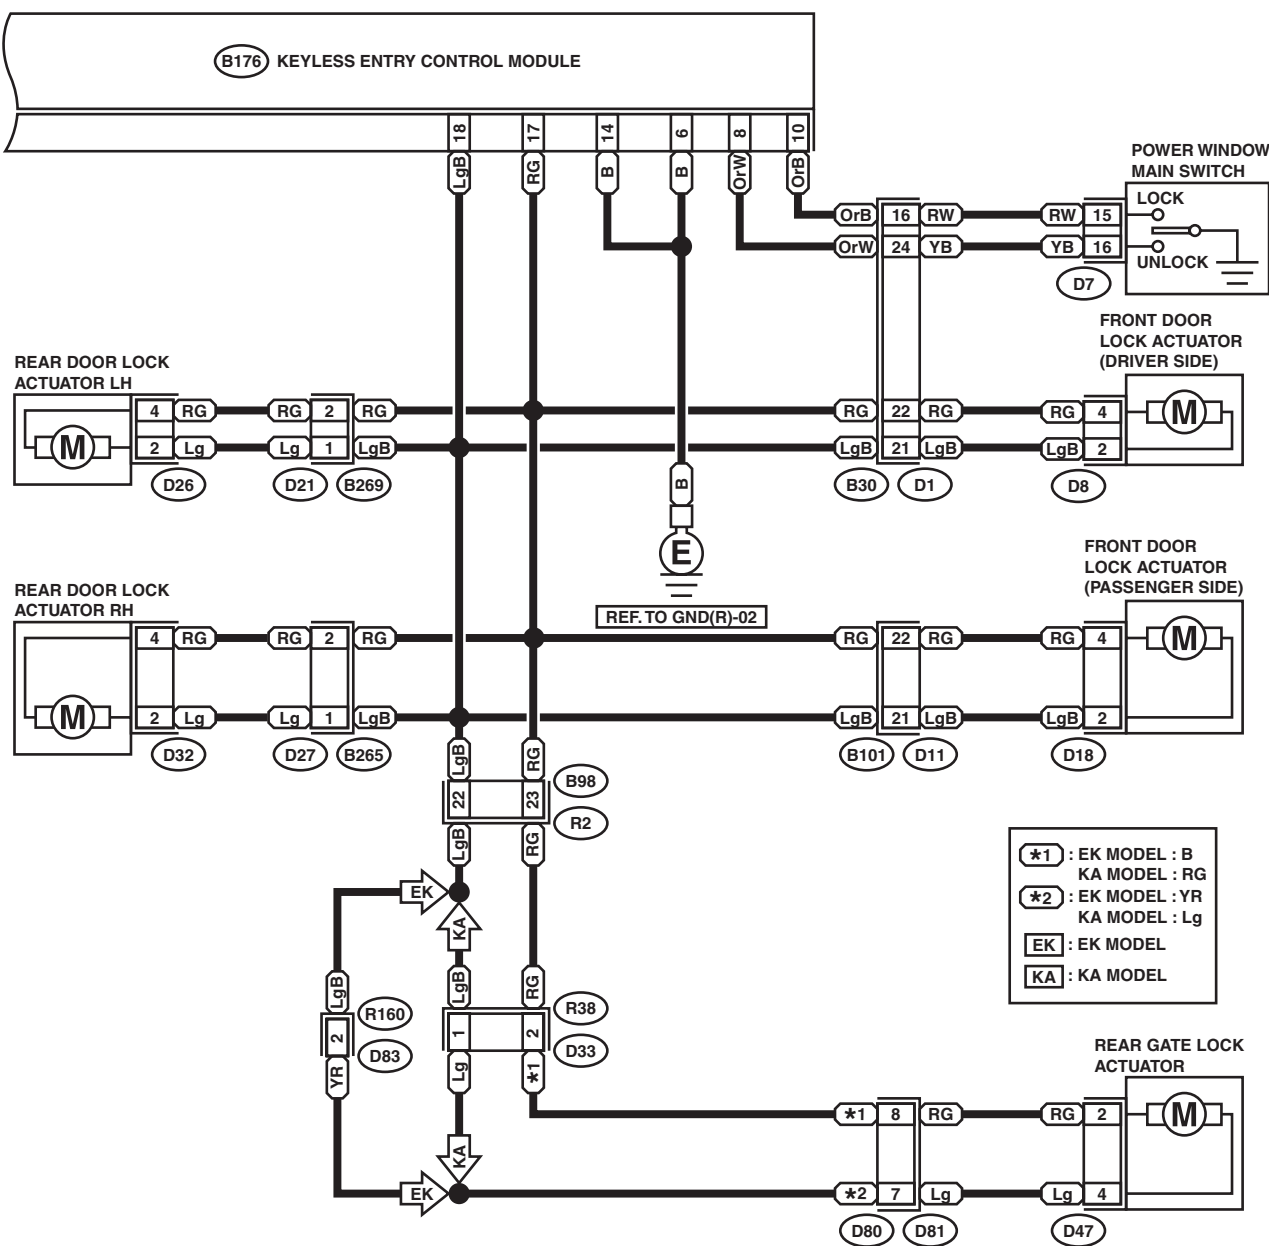 B176 KEYLESS ENTRY CONTROL MODULE
18 17 14 6 8 10
LgB RG B B OrW OrB
POWER WINDOW
MAIN SWITCH
LOCK
OrB 16 RW RW 15
OrW 24 YB YB 16
UNLOCK
D7
FRONT DOOR
LOCK ACTUATOR
(DRIVER SIDE)
REAR DOOR LOCK
ACTUATOR LH
4 RG RG 2 RG RG 22 RG RG 4
M
M
2 Lg Lg 1 LgB LgB 21 LgB LgB 2
D26 D21 B269 B30 D1 D8
B
E
REF. TO GND(R)-02
FRONT DOOR
LOCK ACTUATOR
(PASSENGER SIDE)
REAR DOOR LOCK
ACTUATOR RH
4 RG RG 2 RG RG 22 RG RG 4
M
M
2 Lg Lg 1 LgB LgB 21 LgB LgB 2
D32 D27 B265 B101 D11 D18
LgB RG
B98
22 23
R2
LgB RG
EK
KA
*1 : EK MODEL : B
KA MODEL : RG
*2 : EK MODEL : YR
KA MODEL : Lg
EK : EK MODEL
KA : KA MODEL
LgB LgB RG
R160 R38
2 1 2
D83 D33
YR Lg *1
REAR GATE LOCK
ACTUATOR
*1 8 RG RG 2
M
KA
EK
*2 7 Lg Lg 4
D80 D81 D47